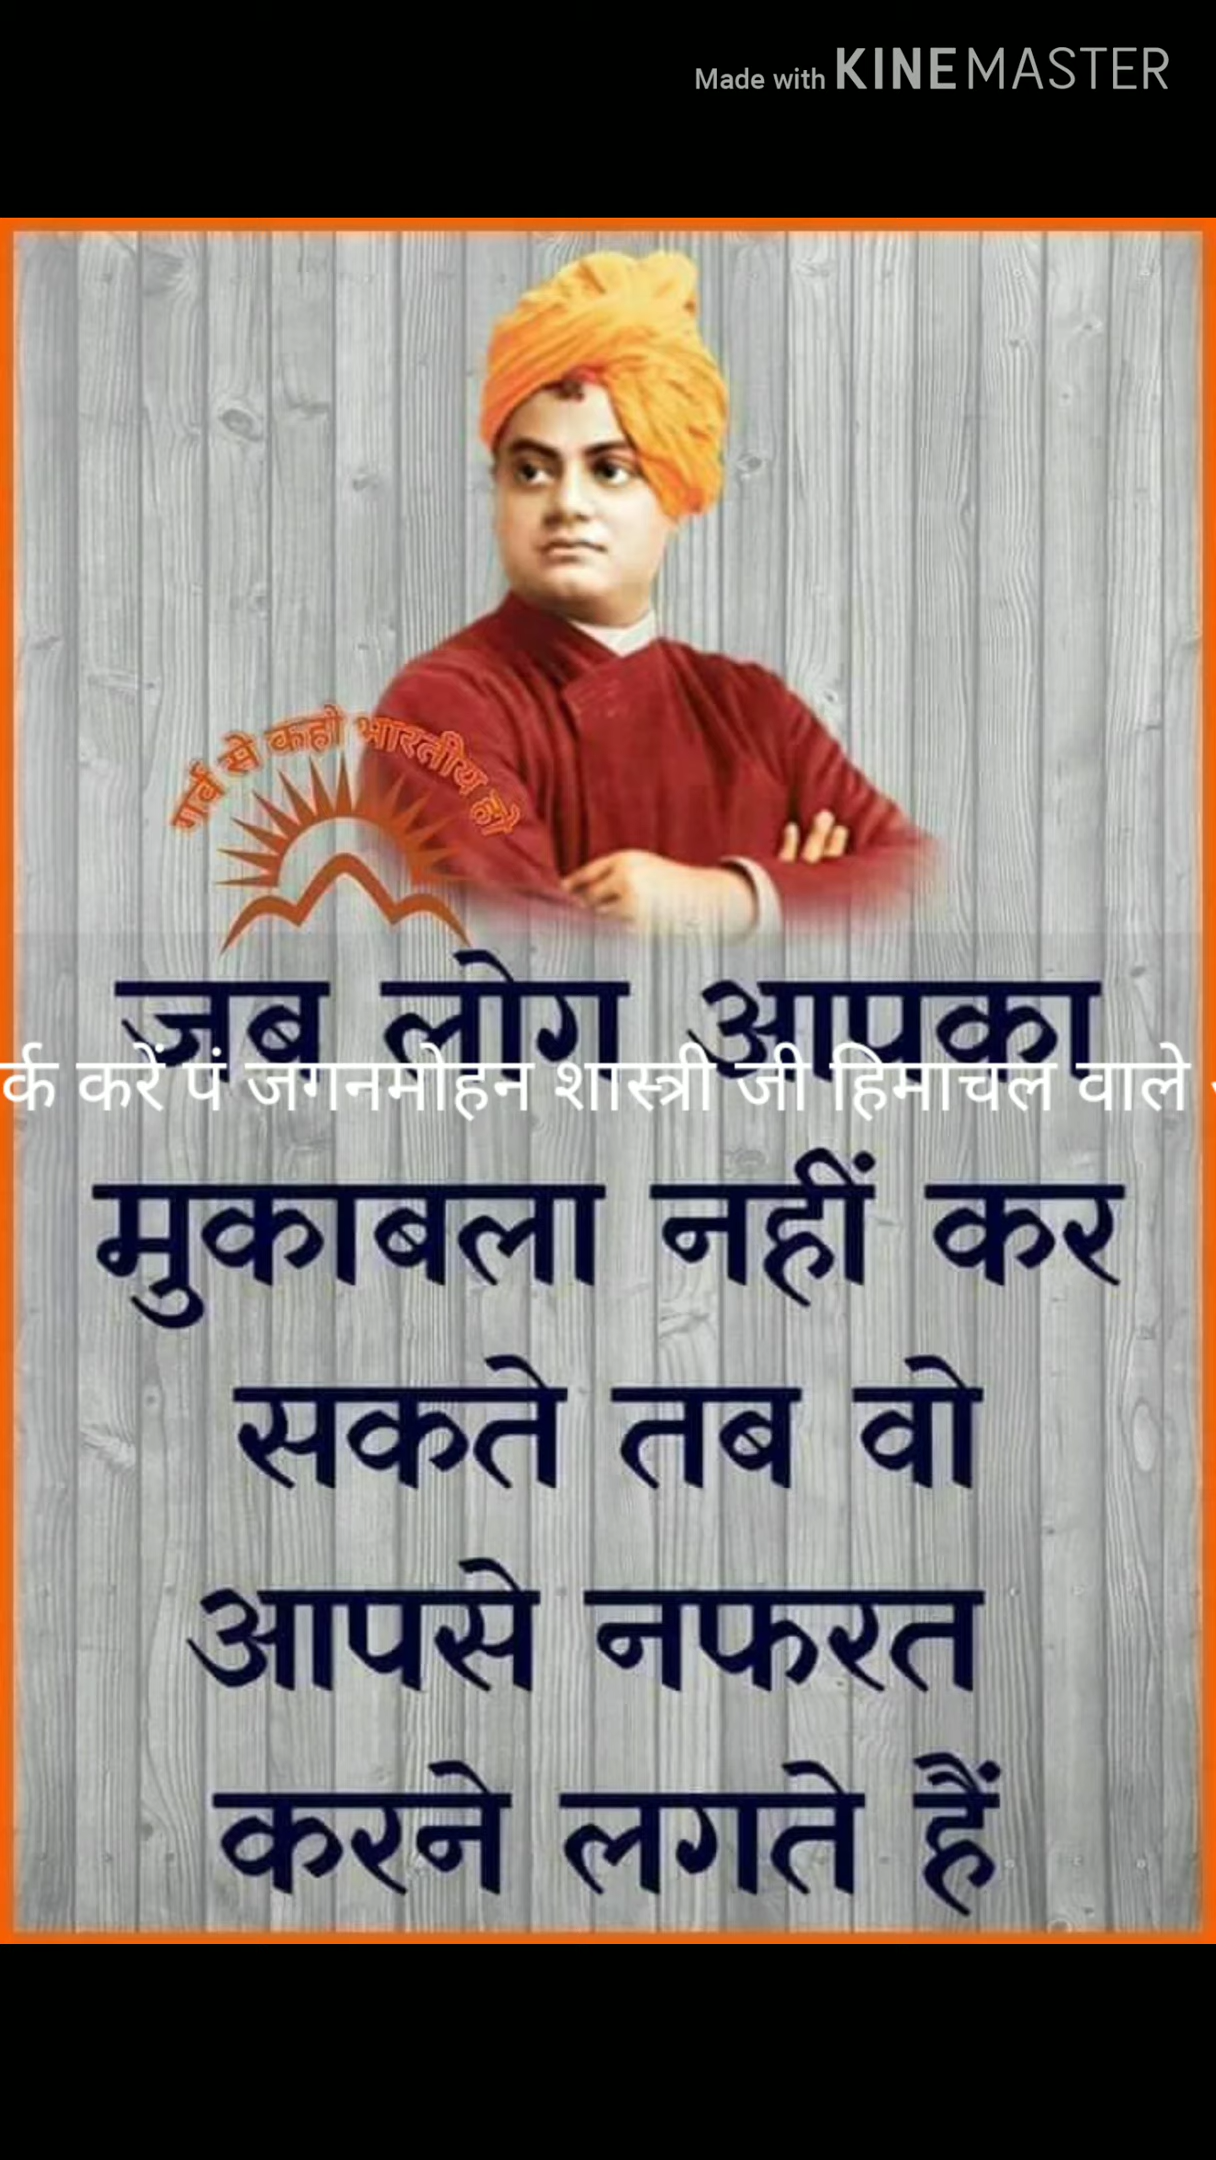 Made with KINEMASTER
गर्व से कहो भारतीय हो
जब लोग आपका
करें पं जगनमोहन शास्त्री जी हिमाचल वाले
मुकाबला नहीं कर
सकते तब वो
आपसे नफरत
करने लगते हैं